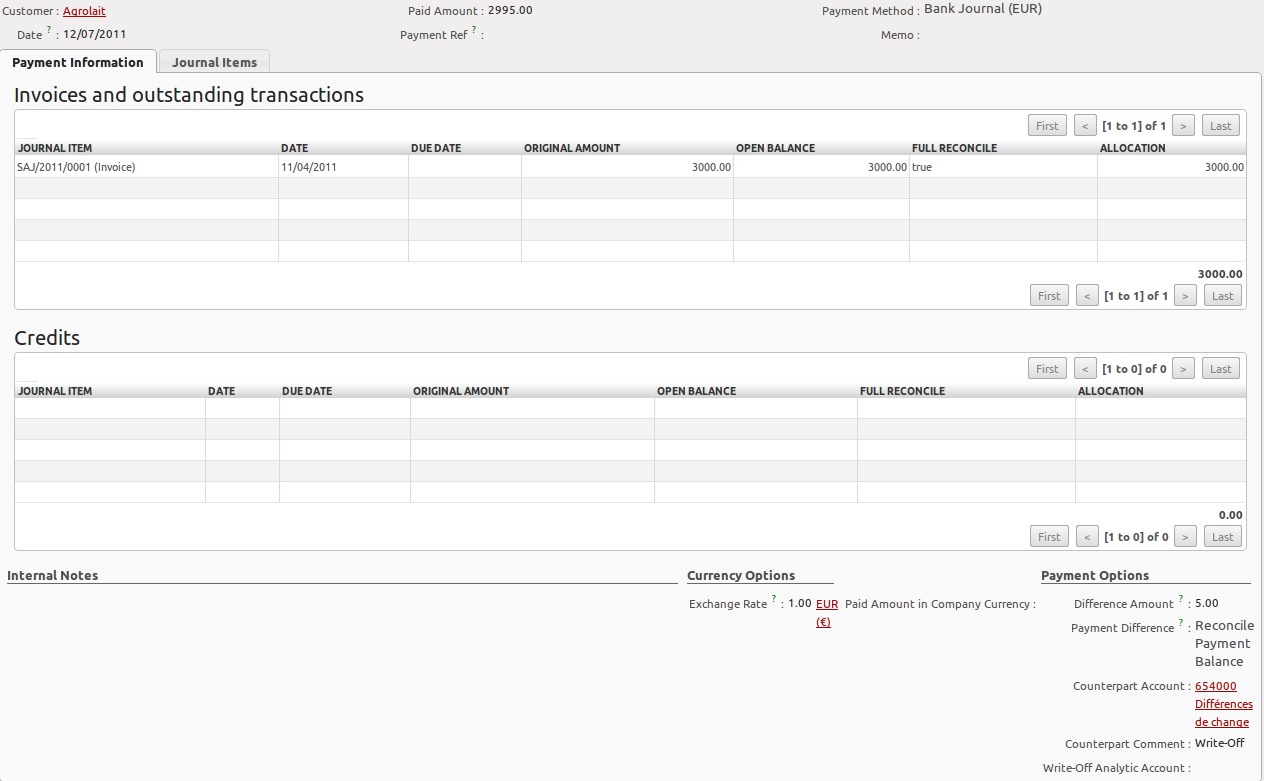 Customer : Agrolait Paid Amount : 2995.00 Payment Method : Bank Journal (EUR)
Date ? : 12/07/2011 Payment Ref ? : Memo :
Payment Information Journal Items
Invoices and outstanding transactions
First < [1 to 1] of 1 > Last
JOURNAL ITEM DATE DUE DATE ORIGINAL AMOUNT OPEN BALANCE FULL RECONCILE ALLOCATION
SAJ/2011/0001 (Invoice) 11/04/2011 3000.00 3000.00 true 3000.00
3000.00
First < [1 to 1] of 1 > Last
Credits
First < [1 to 0] of 0 > Last
JOURNAL ITEM DATE DUE DATE ORIGINAL AMOUNT OPEN BALANCE FULL RECONCILE ALLOCATION
0.00
First < [1 to 0] of 0 > Last
Internal Notes Currency Options Payment Options
Exchange Rate ? : 1.00 EUR Paid Amount in Company Currency : Difference Amount ? : 5.00
(€)
Payment Difference ? : Reconcile
Payment
Balance
Counterpart Account : 654000
Différences
de change
Counterpart Comment : Write-Off
Write-Off Analytic Account :